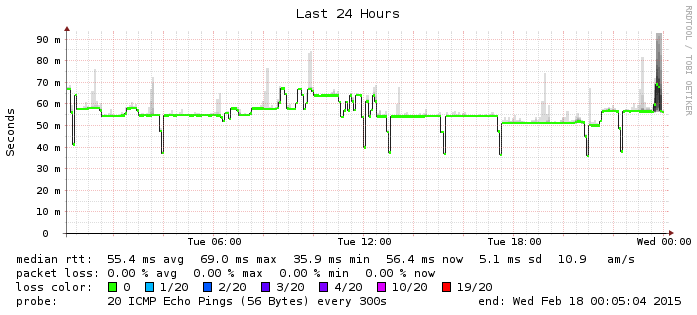 Last 24 Hours
RRDTOOL / TOBI OETIKER
Seconds
90 m
80 m
70 m
60 m
50 m
40 m
30 m
20 m
10 m
0
Tue 06:00 Tue 12:00 Tue 18:00 Wed 00:00
median rtt: 55.4 ms avg 69.0 ms max 35.9 ms min 56.4 ms now 5.1 ms sd 10.9 am/s
packet loss: 0.00 % avg 0.00 % max 0.00 % min 0.00 % now
loss color: 0 1/20 2/20 3/20 4/20 10/20 19/20
probe: 20 ICMP Echo Pings (56 Bytes) every 300s end: Wed Feb 18 00:05:04 2015